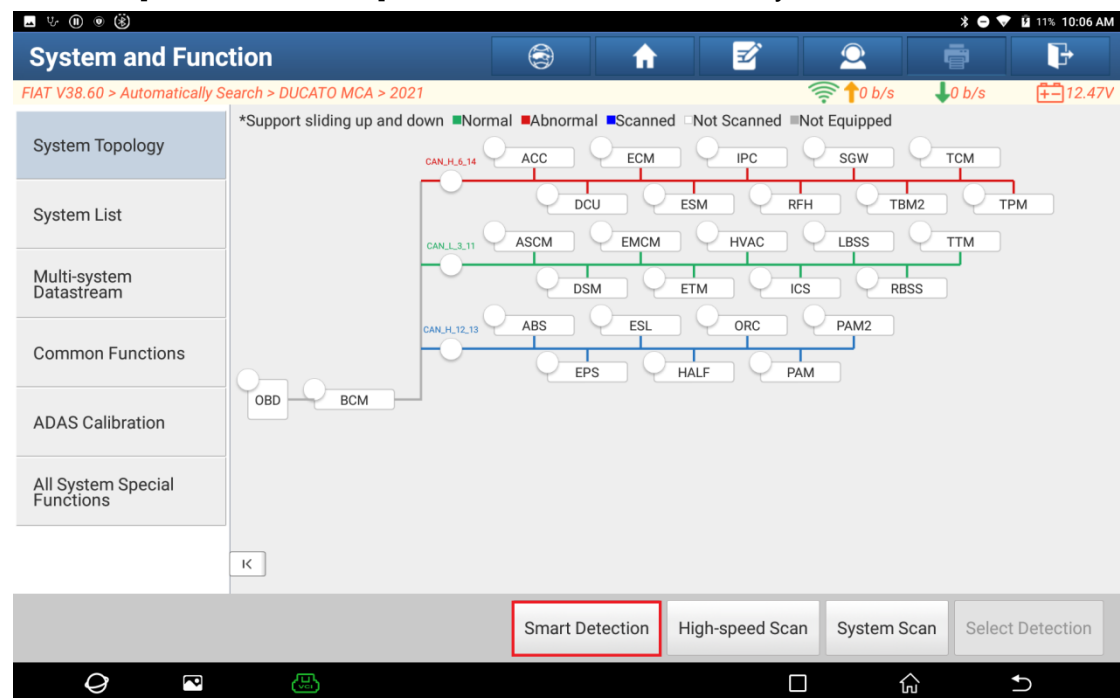 11% 10:06 AM
System and Function
FIAT V38.60 > Automatically Search > DUCATO MCA > 2021
0 b/s
0 b/s
12.47V
*Support sliding up and down Normal Abnormal Scanned Not Scanned Not Equipped
System Topology
System List
Multi-system
Datastream
Common Functions
ADAS Calibration
All System Special
Functions
CAN_H_6_14
ACC ECM IPC SGW TCM
DCU ESM RFH TBM2 TPM
CAN_L_3_11
ASCM EMCM HVAC LBSS TTM
DSM ETM ICS RBSS
CAN_H_12_13
ABS ESL ORC PAM2
EPS HALF PAM
OBD BCM
Smart Detection High-speed Scan System Scan Select Detection
VCI